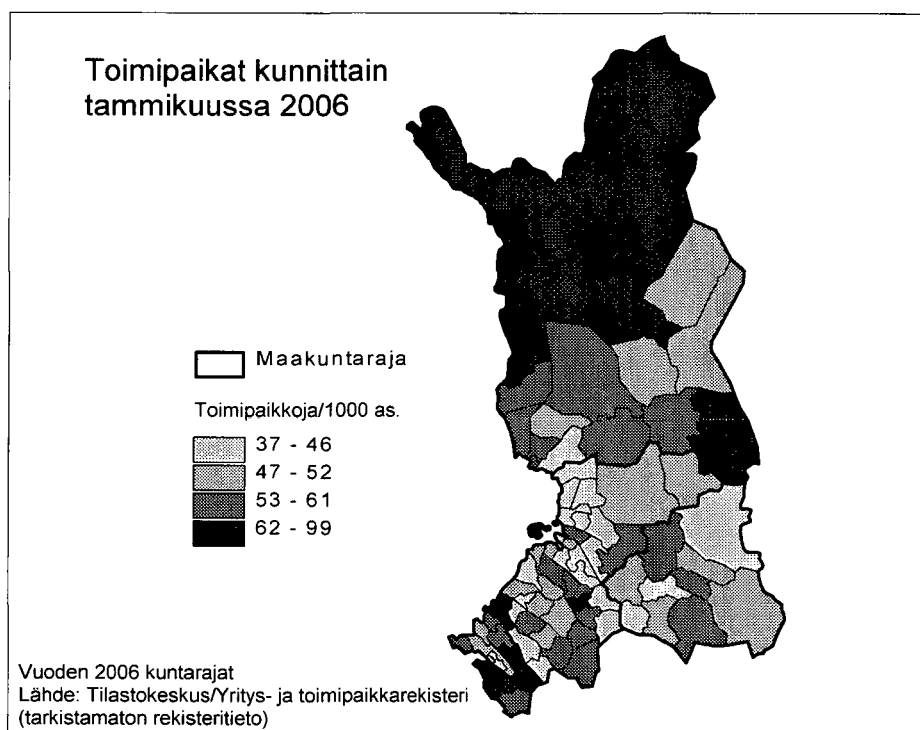 Toimipaikat kunnittain
tammikuussa 2006
Maakuntaraja
Toimipaikkoja/1000 as.
37 - 46
47 - 52
53 - 61
62 - 99
Vuoden 2006 kuntarajat
Lähde: Tilastokeskus/Yritys- ja toimipaikkarekisteri
(tarkistamaton rekisteritieto)